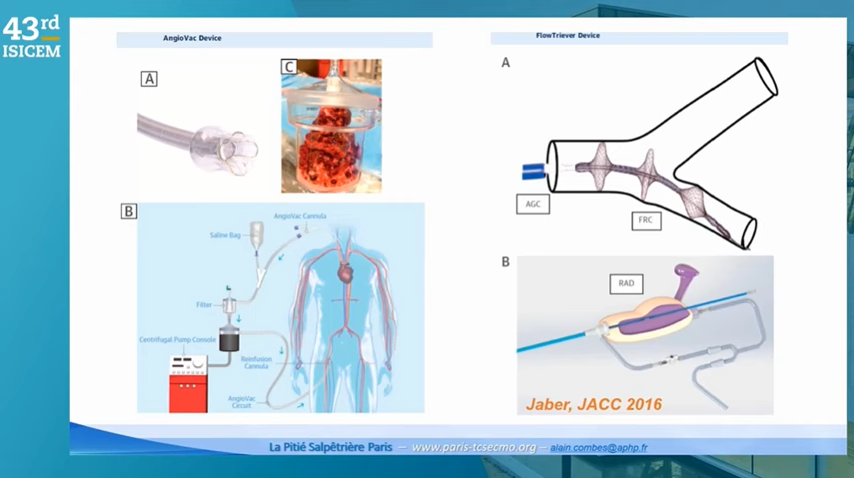 43rd
ISICEM
AngioVac Device
FlowTriever Device
A
C
B
AngioVac Cannula
Saline Bag
Filter
Centrifugal Pump Console
Reinfusion
Cannula
AngioVac
Circuit
A
AGC
FRC
B
RAD
Jaber, JACC 2016
La Pitié Salpêtrière Paris – www.paris-tcsecmo.org – alain.combes@aphp.fr